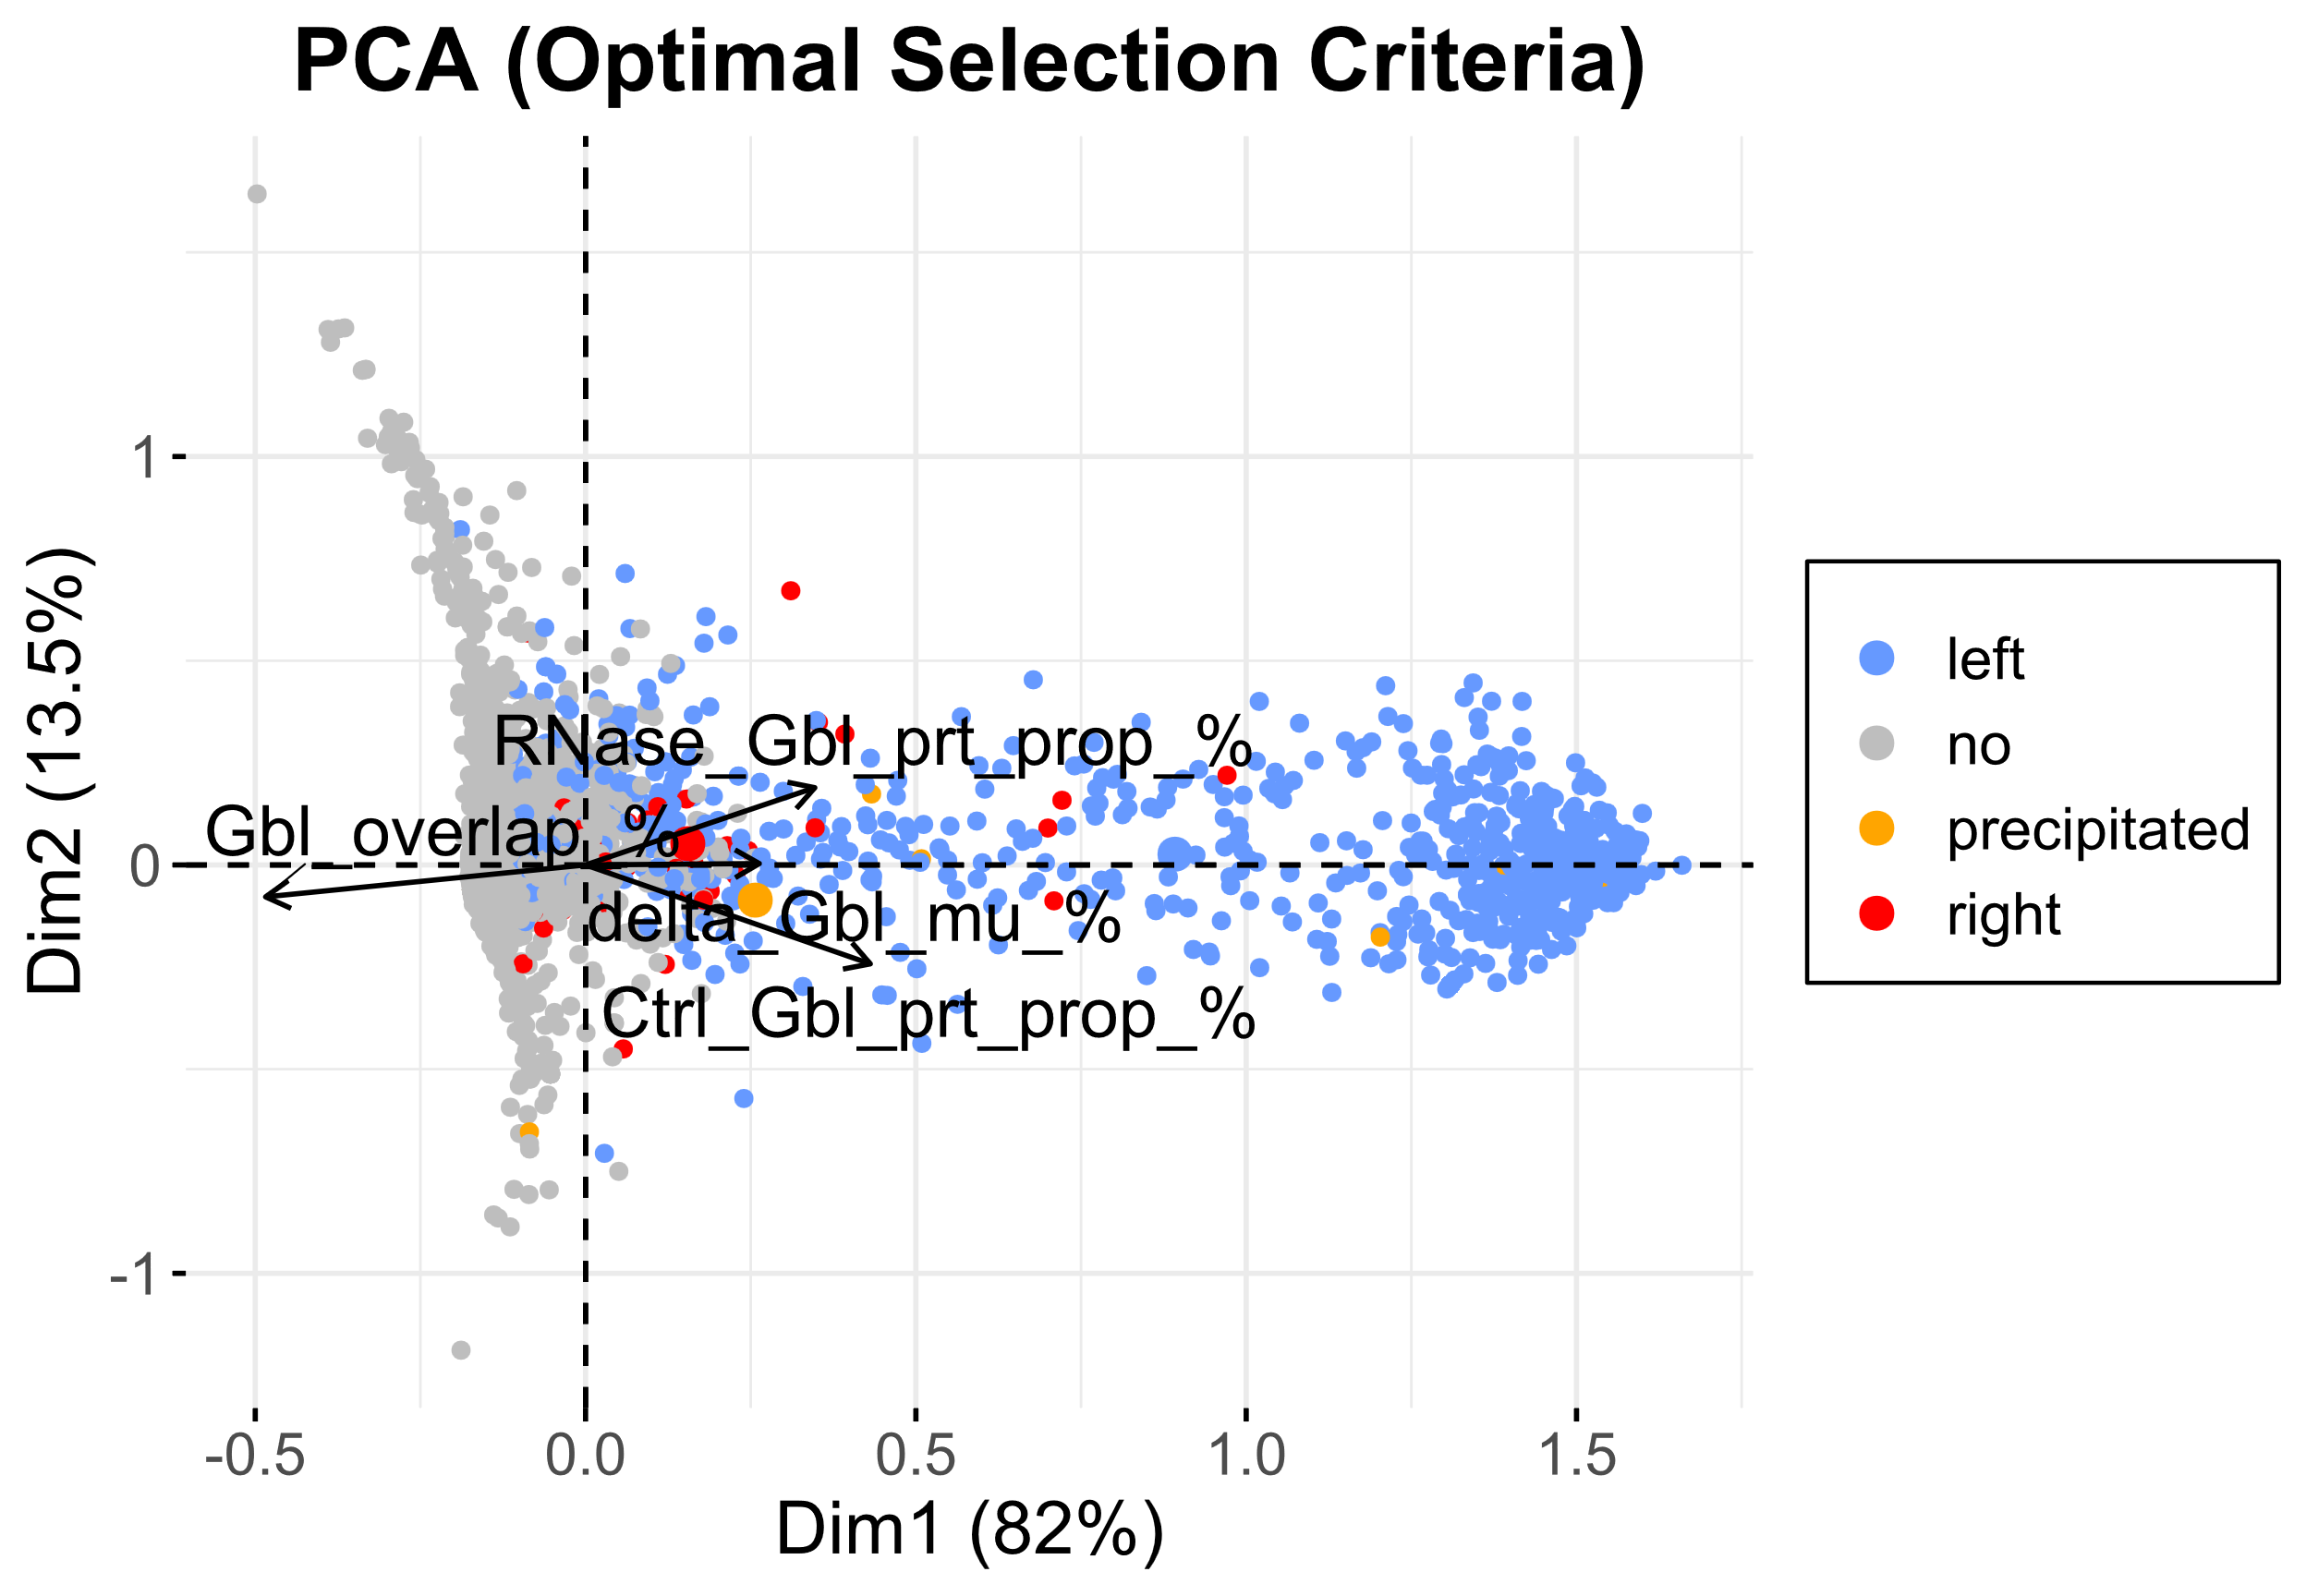 PCA (Optimal Selection Criteria)
Dim2 (13.5%)
1
0
-1
RNase_Gbl_prt_prop_%
Gbl_overlap_%
delta_Gbl_mu_%
Ctrl_Gbl_prt_prop_%
left
no
precipitated
right
-0.5
0.0
0.5
1.0
1.5
Dim1 (82%)